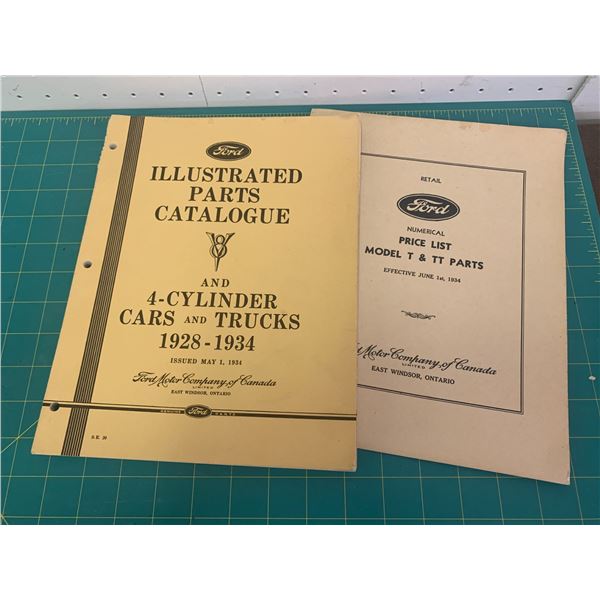 Ford
ILLUSTRATED
PARTS
CATALOGUE
V8
AND
4-CYLINDER
CARS AND TRUCKS
1928-1934
ISSUED MAY 1, 1934
Ford Motor Company, of Canada
LIMITED
EAST WINDSOR, ONTARIO
GENUINE Ford PARTS
S.E. 30
RETAIL
Ford
NUMERICAL
PRICE LIST
MODEL T & TT PARTS
EFFECTIVE JUNE 1st, 1934
Motor Company, of Canada
LIMITED
EAST WINDSOR, ONTARIO